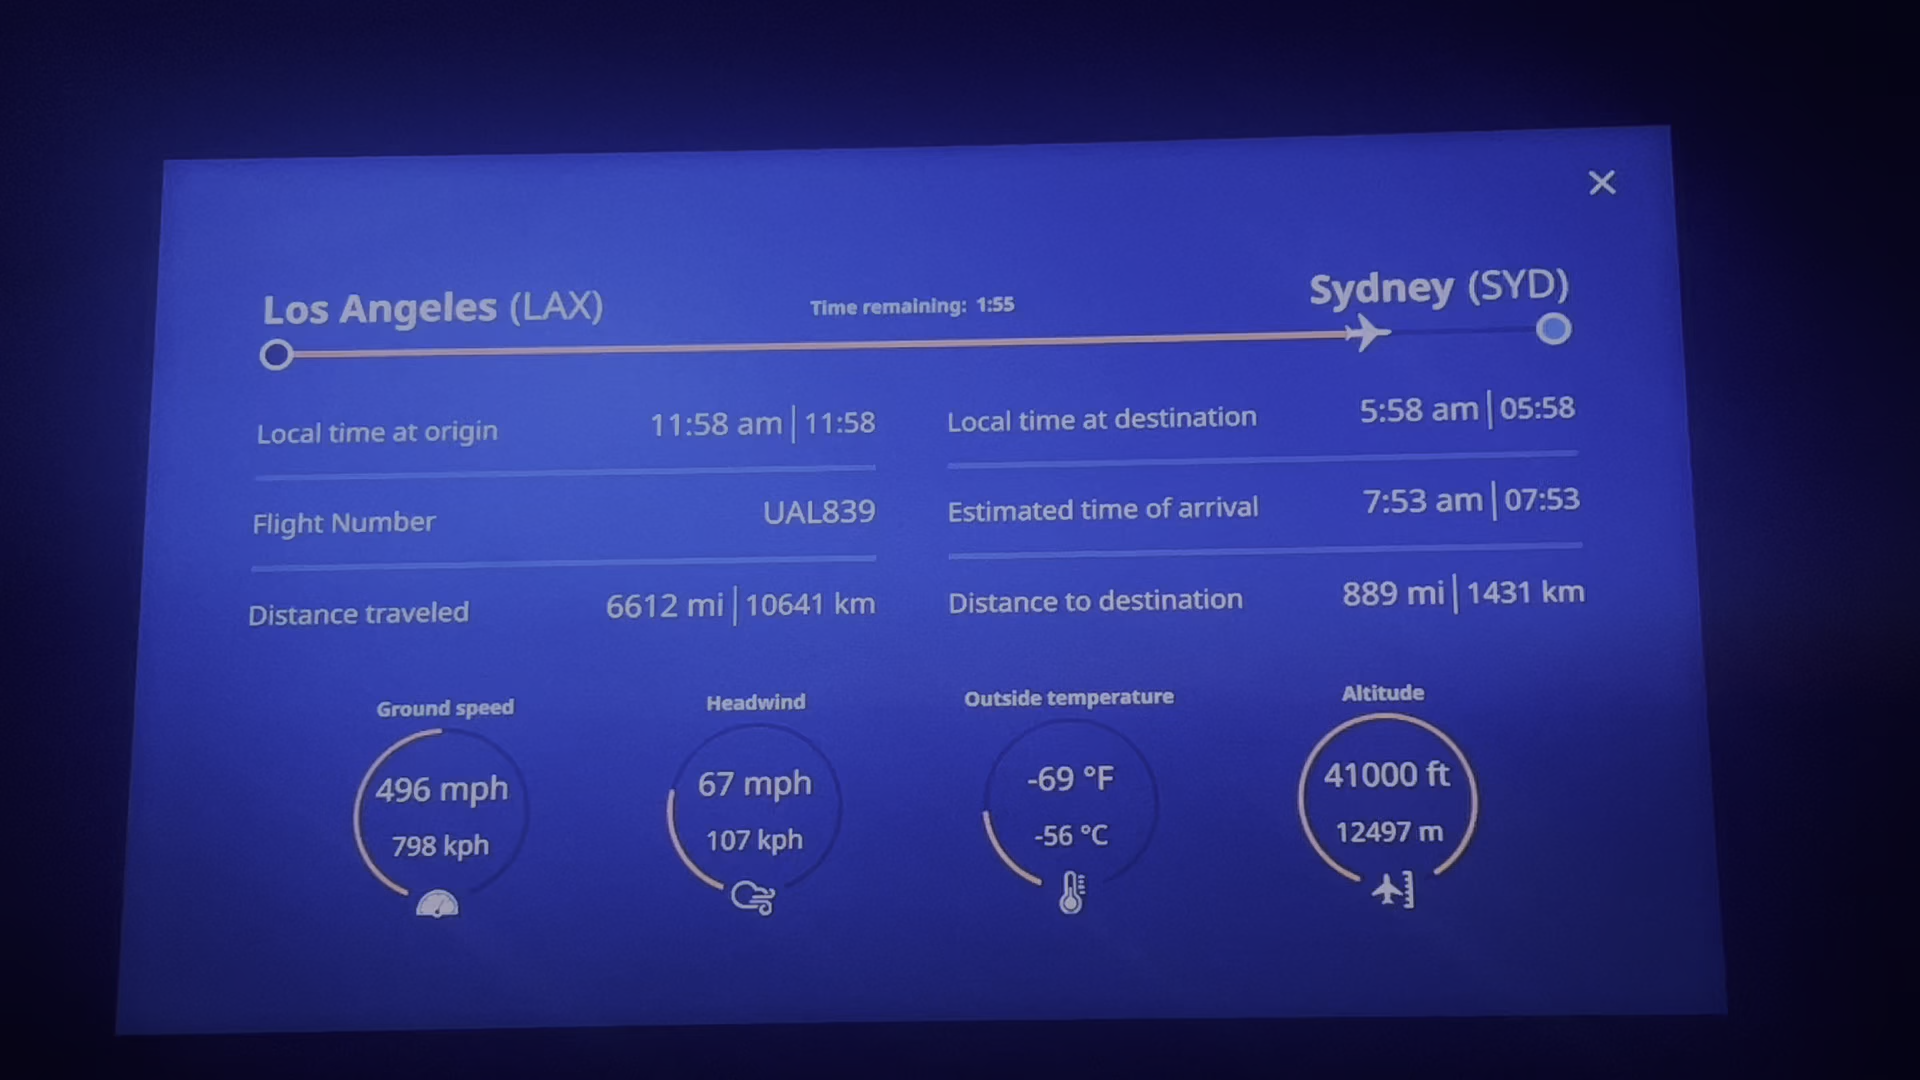 Los Angeles (LAX)
Time remaining: 1:55
Sydney (SYD)
Local time at origin 11:58 am | 11:58
Local time at destination 5:58 am | 05:58
Flight Number UAL839
Estimated time of arrival 7:53 am | 07:53
Distance traveled 6612 mi | 10641 km
Distance to destination 889 mi | 1431 km
Ground speed
496 mph
798 kph
Headwind
67 mph
107 kph
Outside temperature
-69 °F
-56 °C
Altitude
41000 ft
12497 m